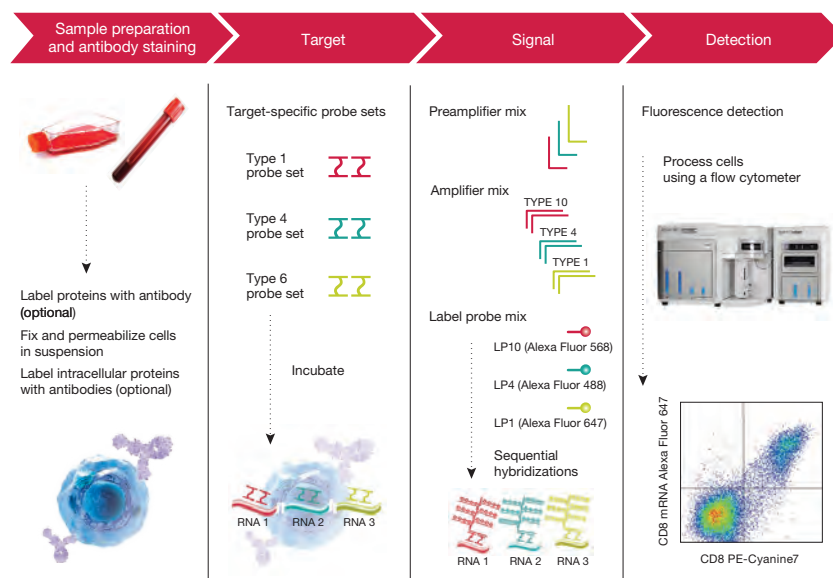 Sample preparation
and antibody staining
Target
Signal
Detection
Label proteins with antibody
(optional)
Fix and permeabilize cells
in suspension
Label intracellular proteins
with antibodies (optional)
Target-specific probe sets
Type 1
probe set
Type 4
probe set
Type 6
probe set
Incubate
RNA 1
RNA 2
RNA 3
Preamplifier mix
Amplifier mix
TYPE 10
TYPE 4
TYPE 1
Label probe mix
LP10 (Alexa Fluor 568)
LP4 (Alexa Fluor 488)
LP1 (Alexa Fluor 647)
Sequential
hybridizations
RNA 1
RNA 2
RNA 3
Fluorescence detection
Process cells
using a flow cytometer
CD8 mRNA Alexa Fluor 647
CD8 PE-Cyanine7